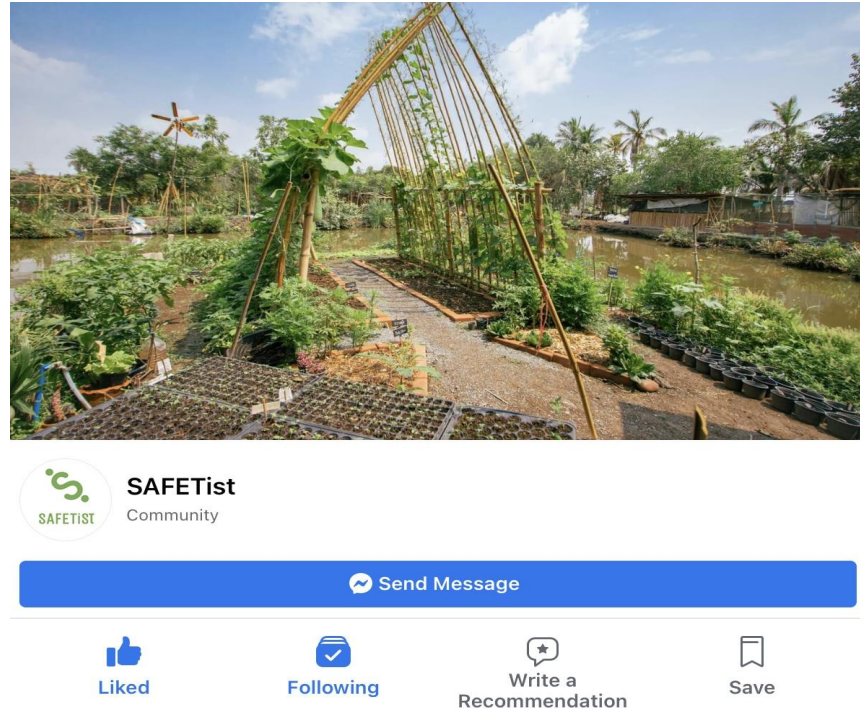 SAFETiST
SAFETist
Community
Send Message
Liked
Following
Write a
Recommendation
Save